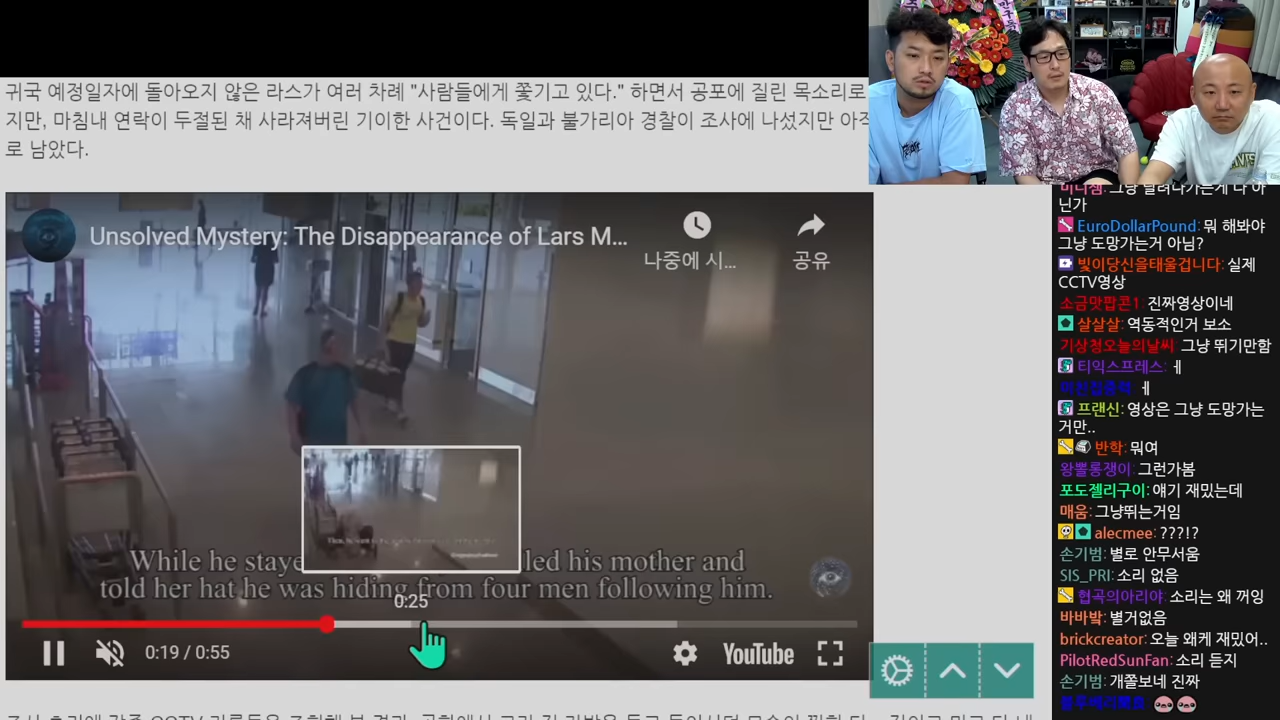 귀국 예정일자에 돌아오지 않은 라스가 여러 차례 "사람들에게 쫓기고 있다." 하면서 공포에 질린 목소리로
지만, 마침내 연락이 두절된 채 사라져버린 기이한 사건이다. 독일과 불가리아 경찰이 조사에 나섰지만
로 남았다.
Unsolved Mystery: The Disappearance of Lars M...
나중에 시...
공유
While he staye
led his mother and
told her hat he was hiding from four men following him.
0:25
0:19 / 0:55
YouTube
닌가
EuroDollarPound: 뭐 해봐야
그냥 도망가는거 아님?
빛이당신을태울겁니다: 실제
CCTV영상
소금맛팝콘1: 진짜영상이네
살살살: 역동적인거 보소
기상청오늘의날씨: 그냥 뛰기만함
티익스프레스: ㅔ
ㅔ
프랜신: 영상은 그냥 도망가는
거만..
반학: 뭐여
왕뿔롱쟁이: 그런가봄
포도젤리구이: 얘기 재밌는데
매움: 그냥뛰는거임
alecmee: ???!?
손기범: 별로 안무서움
SIS_PRI: 소리 없음
협곡의아리야: 소리는 왜 꺼잉
바바밬: 별거없음
brickcreator: 오늘 왜케 재밌어..
PilotRedSunFan: 소리 듣지
손기범: 개쫄보네 진짜